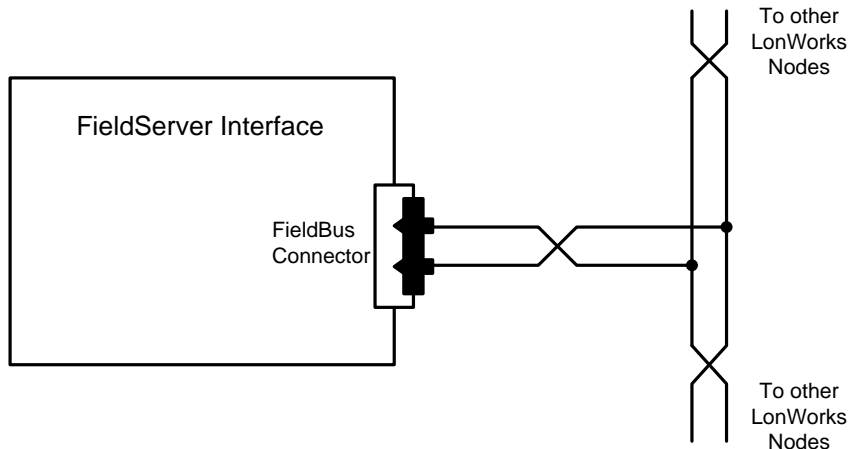 To other
LonWorks
Nodes
FieldServer Interface
FieldBus
Connector
To other
LonWorks
Nodes